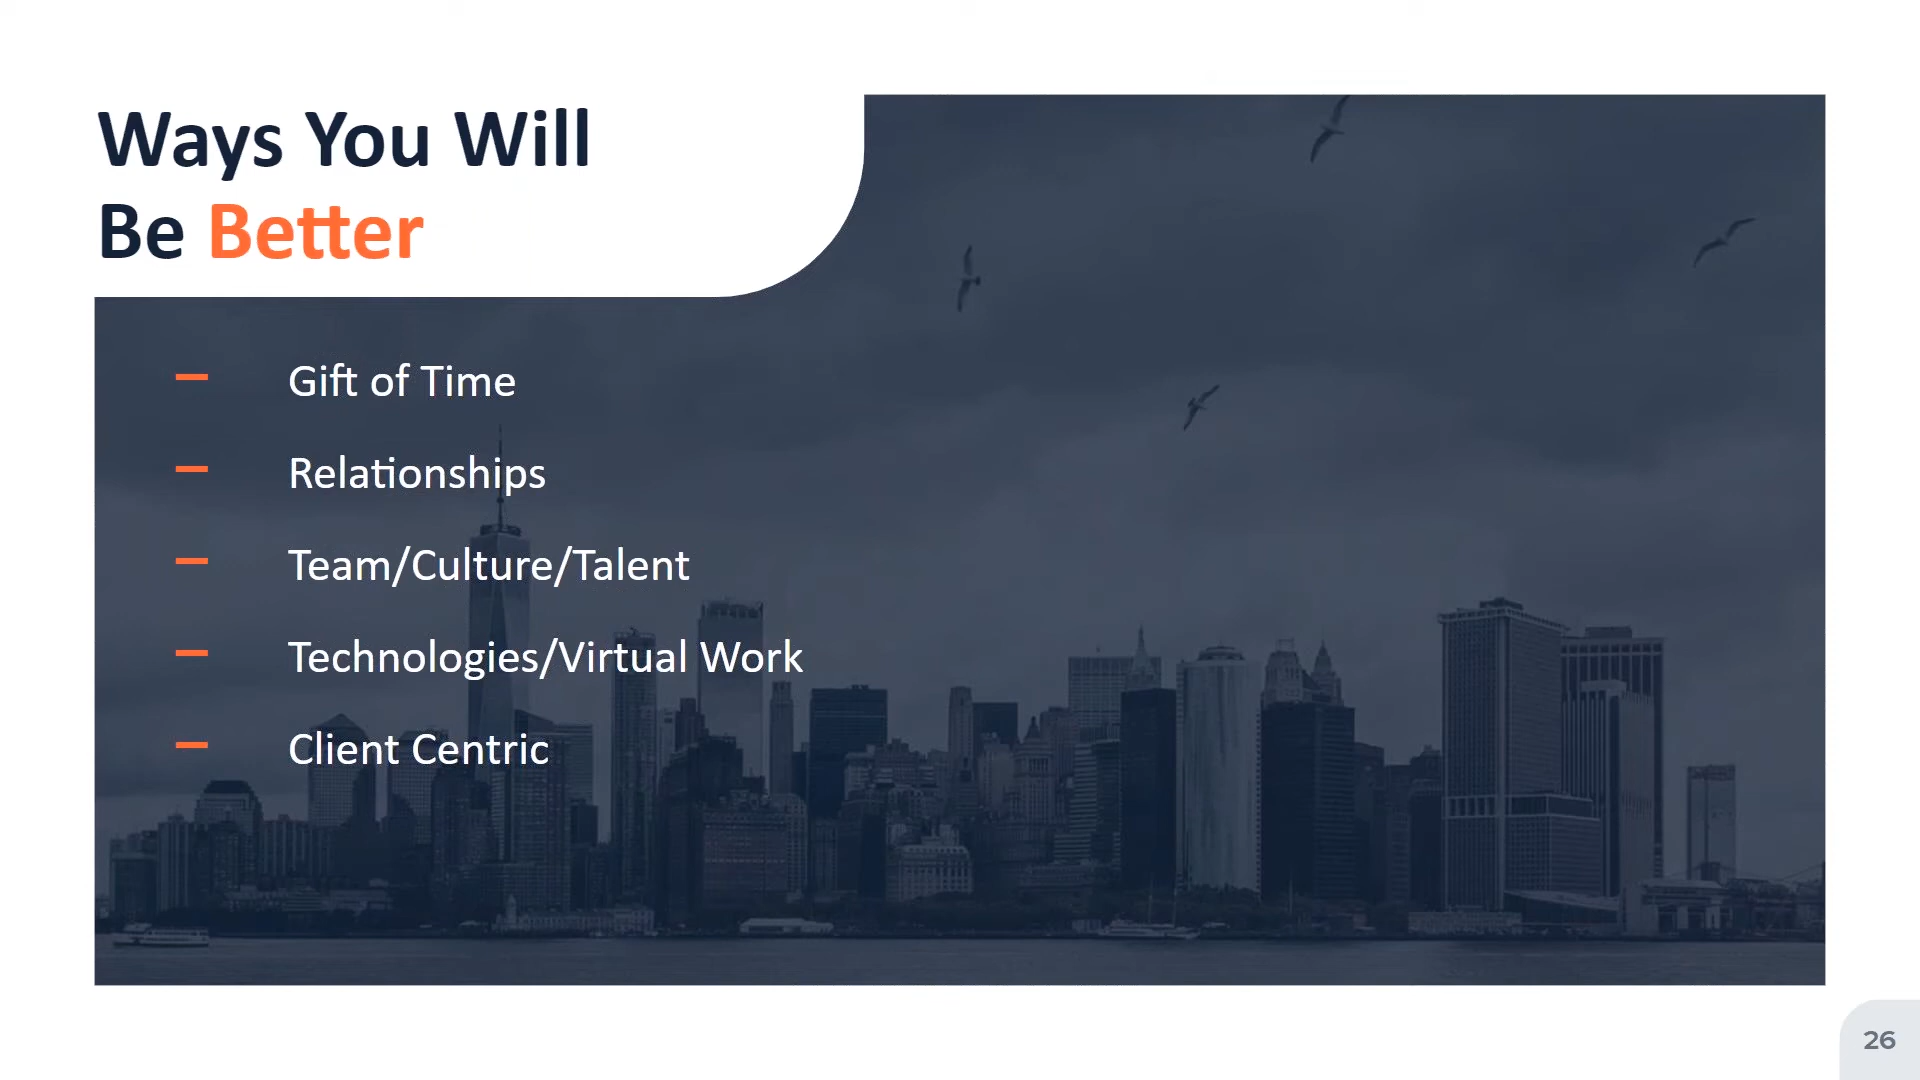 Ways You Will
Be Better
Gift of Time
Relationships
Team/Culture/Talent
Technologies/Virtual Work
Client Centric
26